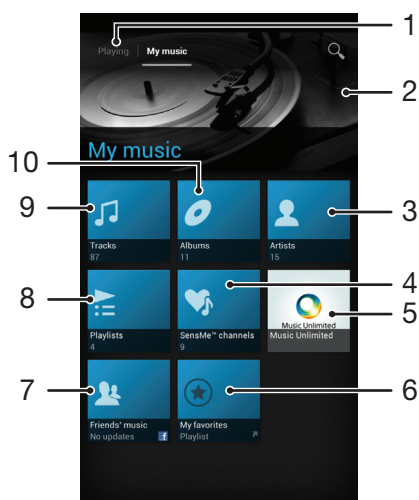 1
Playing | My music
2
My music
10
9
3
Tracks
87
Albums
11
Artists
15
8
4
5
Playlists
4
SensMe™ channels
9
Music Unlimited
Music Unlimited
7
6
Friends' music
No updates
f
My favorites
Playlist